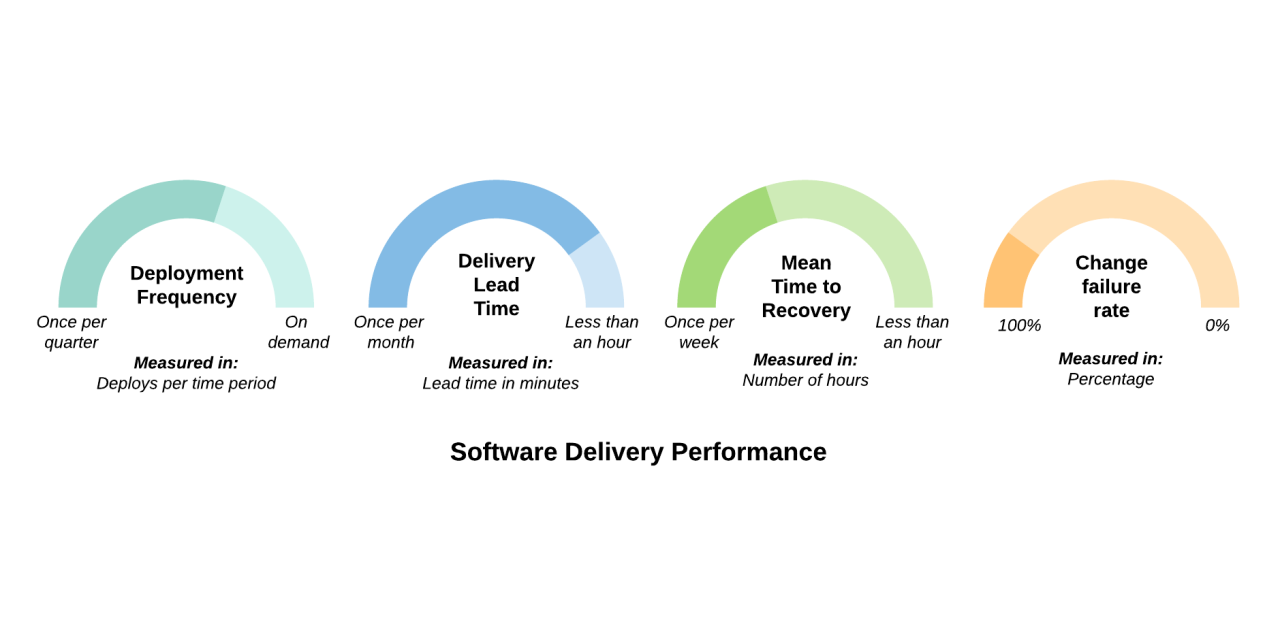 Deployment
Frequency
Once per
quarter
On
demand
Measured in:
Deploys per time period
Delivery
Lead
Time
Once per
month
Less than
an hour
Measured in:
Lead time in minutes
Mean
Time to
Recovery
Once per
week
Less than
an hour
Measured in:
Number of hours
Change
failure
rate
100%
0%
Measured in:
Percentage
Software Delivery Performance